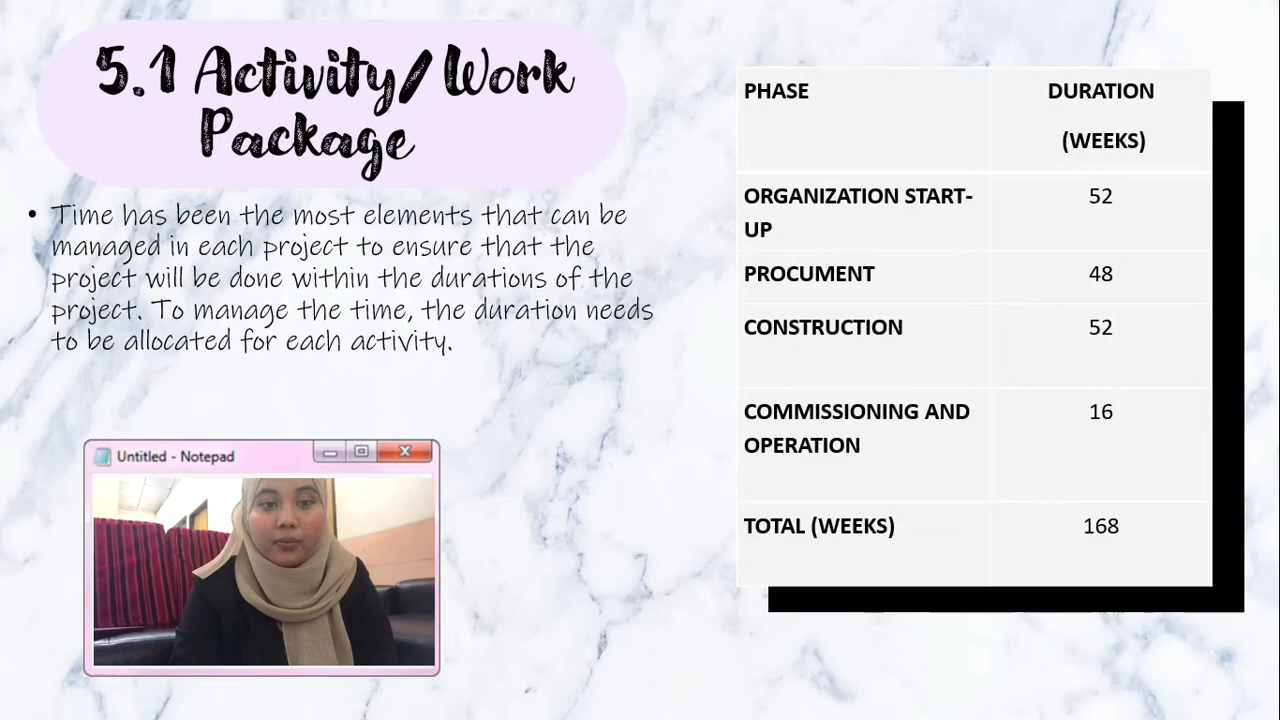 5.1 Activity/Work
Package
• Time has been the most elements that can be
managed in each project to ensure that the
project will be done within the durations of the
project. To manage the time, the duration needs
to be allocated for each activity.
Untitled - Notepad
PHASE DURATION
(WEEKS)
ORGANIZATION START- 52
UP
PROCUMENT 48
CONSTRUCTION 52
COMMISSIONING AND 16
OPERATION
TOTAL (WEEKS) 168